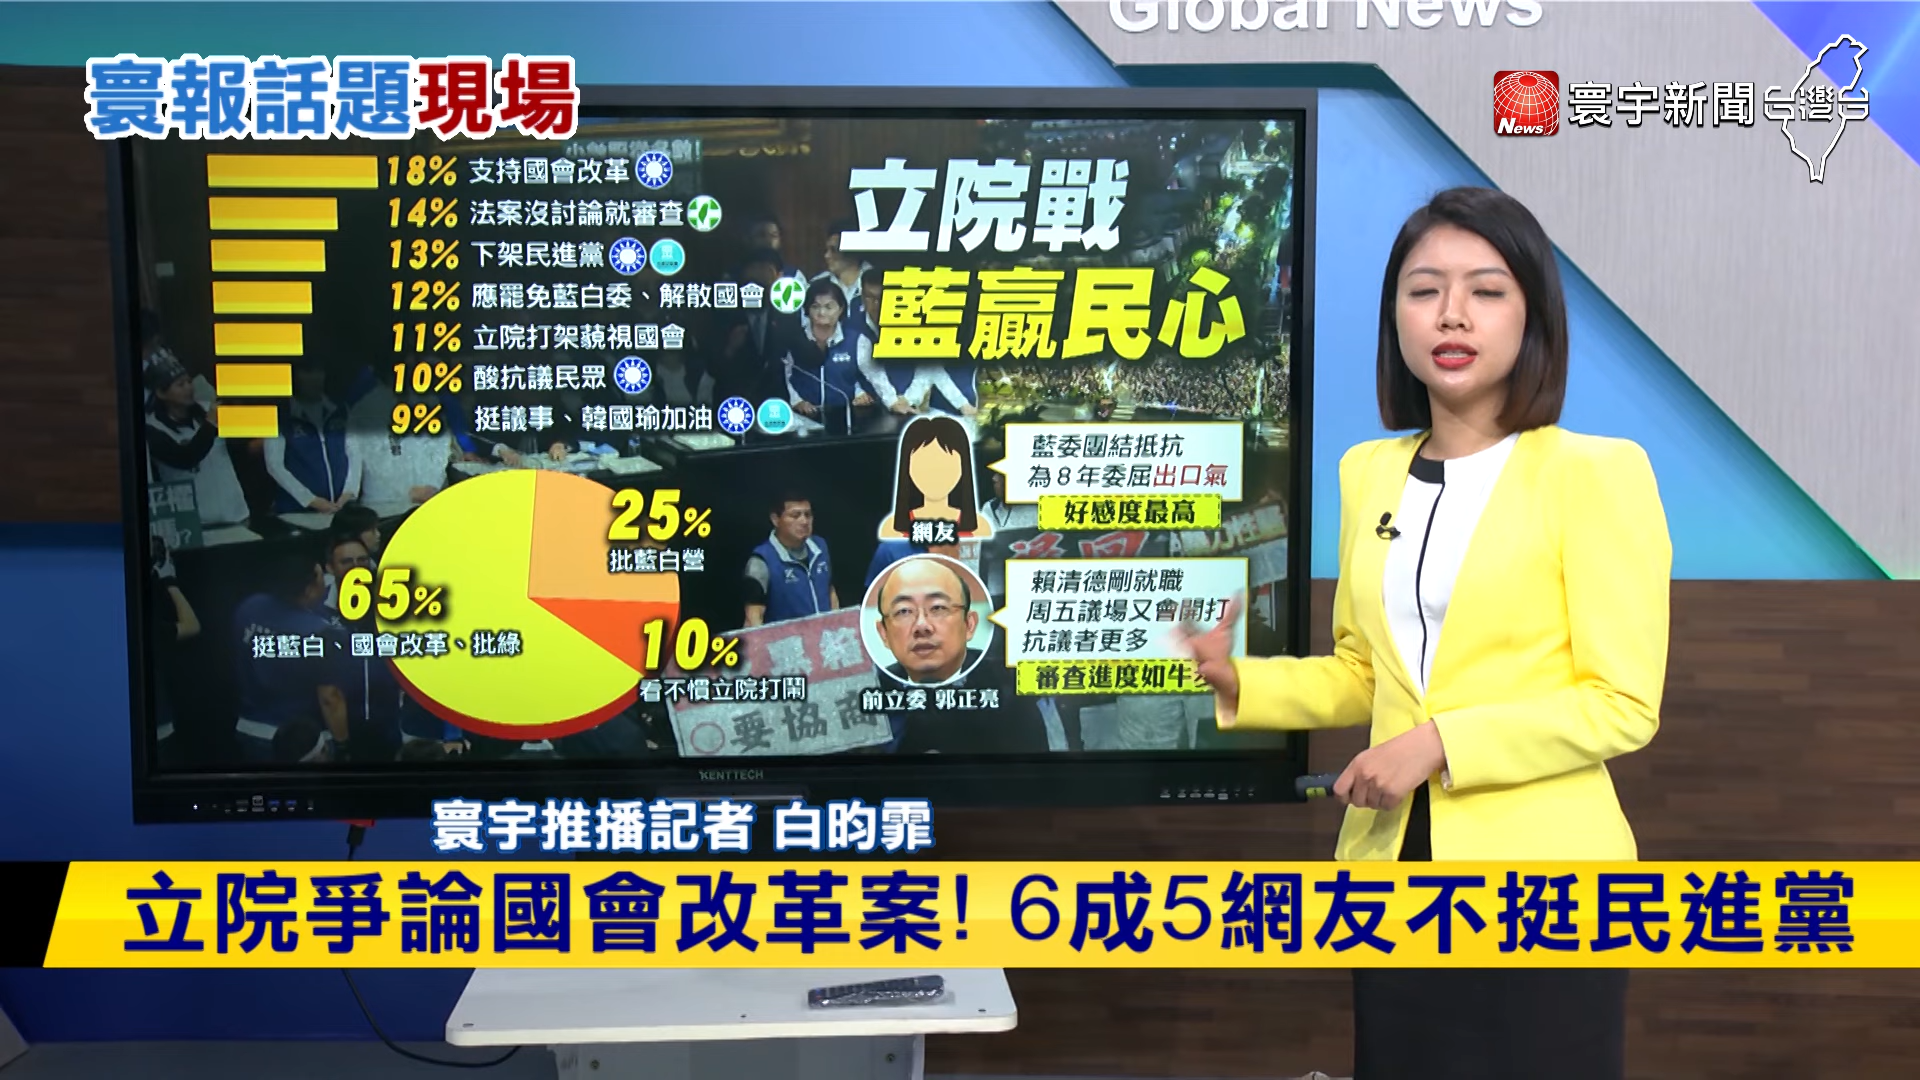 Global News
寰報話題現場
News
寰宇新聞
台灣
18% 支持國會改革
14% 法案沒討論就審查
13% 下架民進黨
12% 應罷免藍白委、解散國會
11% 立院打架藐視國會
10% 酸抗議民眾
9% 挺議事、韓國瑜加油
立院戰
藍贏民心
藍委團結抵抗
為8年委屈出口氣
好感度最高
網友
25%
批藍白營
65%
挺藍白、國會改革、批綠
10%
看不慣立院打鬧
賴清德剛就職
周五議場又會開打
抗議者更多
審查進度如牛
前立委 郭正亮
要協商
KENTTECH
寰宇推播記者 白昀霏
立院爭論國會改革案! 6成5網友不挺民進黨